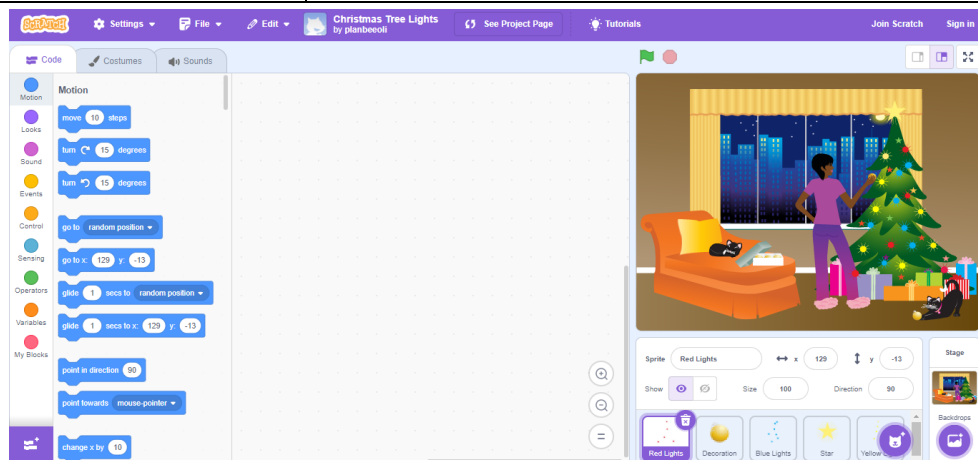 SCRATCH
Settings
File
Edit
Christmas Tree Lights
by planbeeoli
See Project Page
Tutorials
Join Scratch
Sign in
Code
Costumes
Sounds
Motion
Looks
Sound
Events
Control
Sensing
Operators
Variables
My Blocks
Motion
move 10 steps
turn 15 degrees
turn 15 degrees
go to random position
go to x: 129 y: -13
glide 1 secs to random position
glide 1 secs to x: 129 y: -13
point in direction 90
point towards mouse-pointer
change x by 10
Sprite Red Lights x 129 y -13
Show Size 100 Direction 90
Red Lights
Decoration
Blue Lights
Star
Yellow
Stage
Backdrops